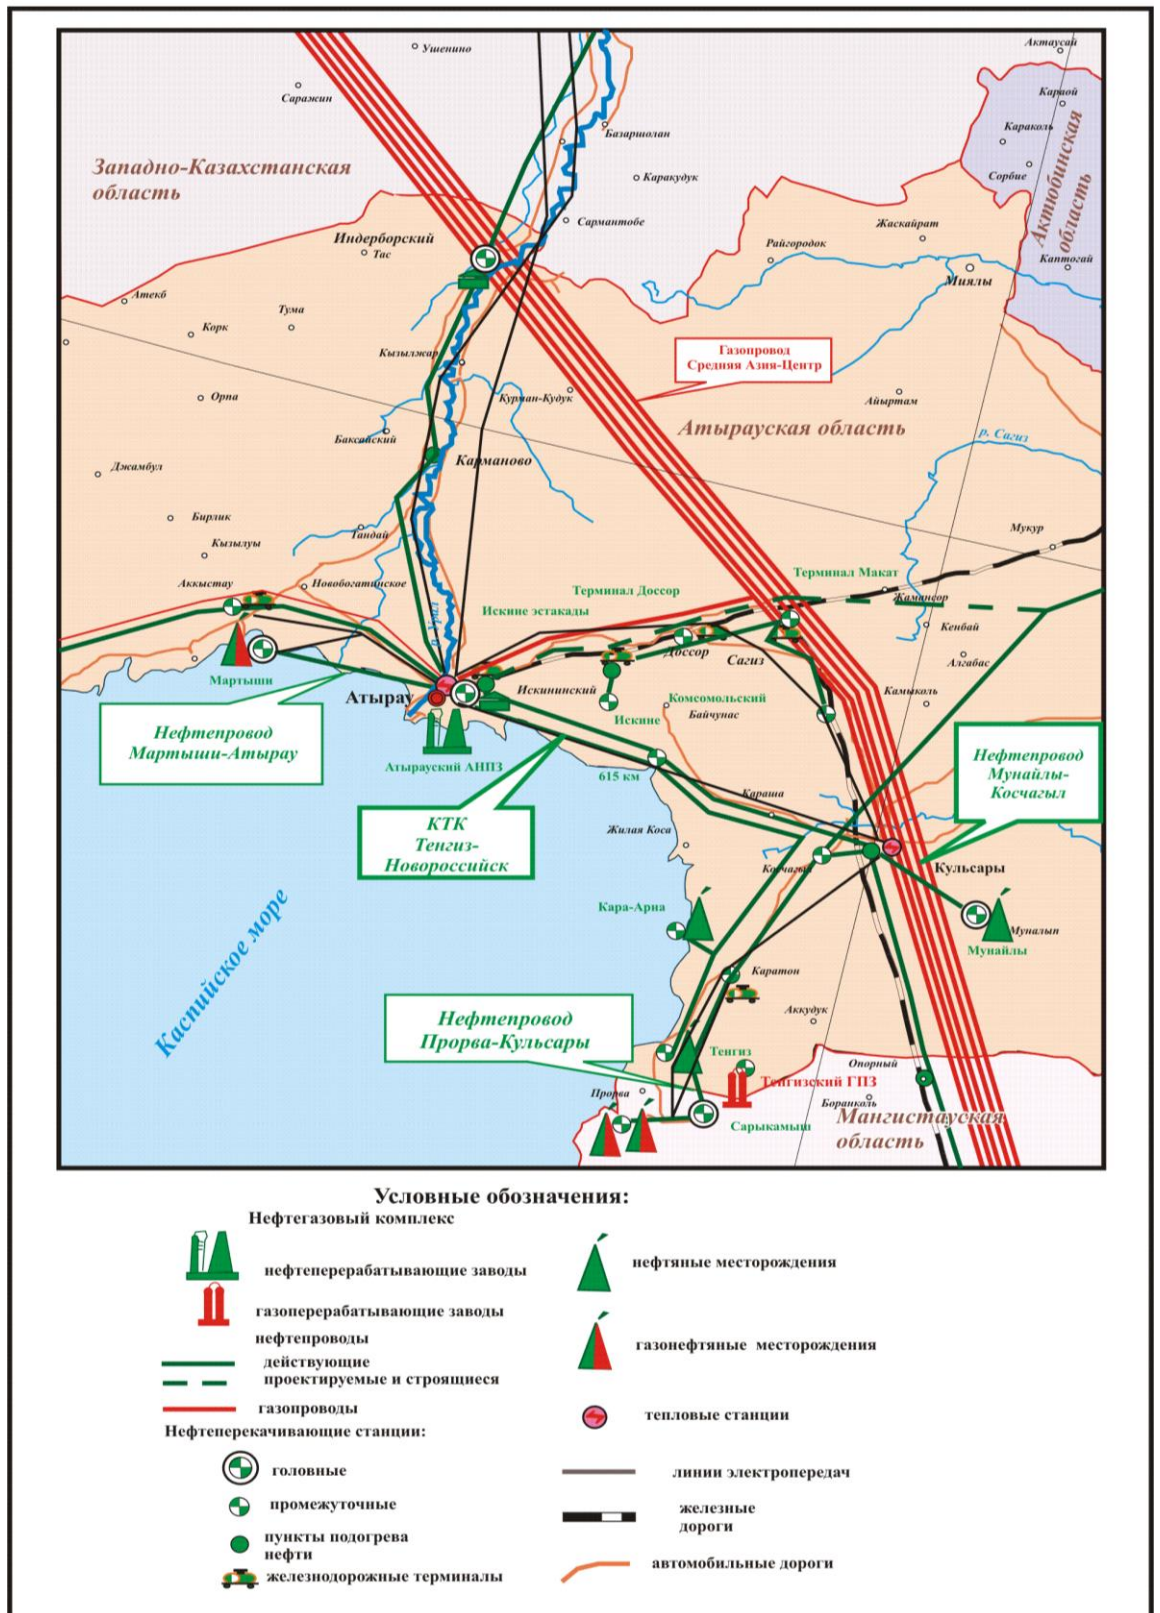 Ушенино
Актаусай
Саражин
Караой
Базаршолан
Караколь
Западно-Казахстанская
область
Каракудук
Сорбие
Актюбинская
область
Сармантобе
Жаскайрат
Индерборский
Тас
Райгородок
Каптогай
Миялы
Атекб
Тума
Корк
Кызылжар
Газопровод
Средняя Азия-Центр
Орпа
Курман-Кудук
Айыртам
Атырауская область
Баксайский
р. Сагиз
Карманово
Джамбул
Бирлик
Мукур
Тандай
Кызылуы
Аккыстау
Новобогатинское
Терминал Макат
Терминал Доссор
Жамансор
Искине эстакады
р. Урал
Кенбай
Доссор
Сагиз
Алгабас
Мартыши
Атырау
Искининский
Комсомольский
Камыколь
Байчунас
Искине
Нефтепровод
Мартыши-Атырау
Нефтепровод
Мунайлы-
Косчагыл
Атырауский АНПЗ
615 км
Караша
КТК
Тенгиз-
Новороссийск
Жилая Коса
Косчагыл
Кульсары
Кара-Арна
Муналып
Мунайлы
Каспийское море
Каратон
Аккудук
Нефтепровод
Прорва-Кульсары
Тенгиз
Опорный
Тенгизский ГПЗ
Прорва
Боранколь
Сарыкамыш
Мангистауская
область
Условные обозначения:
Нефтегазовый комплекс
нефтеперерабатывающие заводы
нефтяные месторождения
газоперерабатывающие заводы
нефтепроводы
газонефтяные месторождения
действующие
проектируемые и строящиеся
газопроводы
тепловые станции
Нефтеперекачивающие станции:
головные
линии электропередач
промежуточные
железные
дороги
пункты подогрева
нефти
автомобильные дороги
железнодорожные терминалы